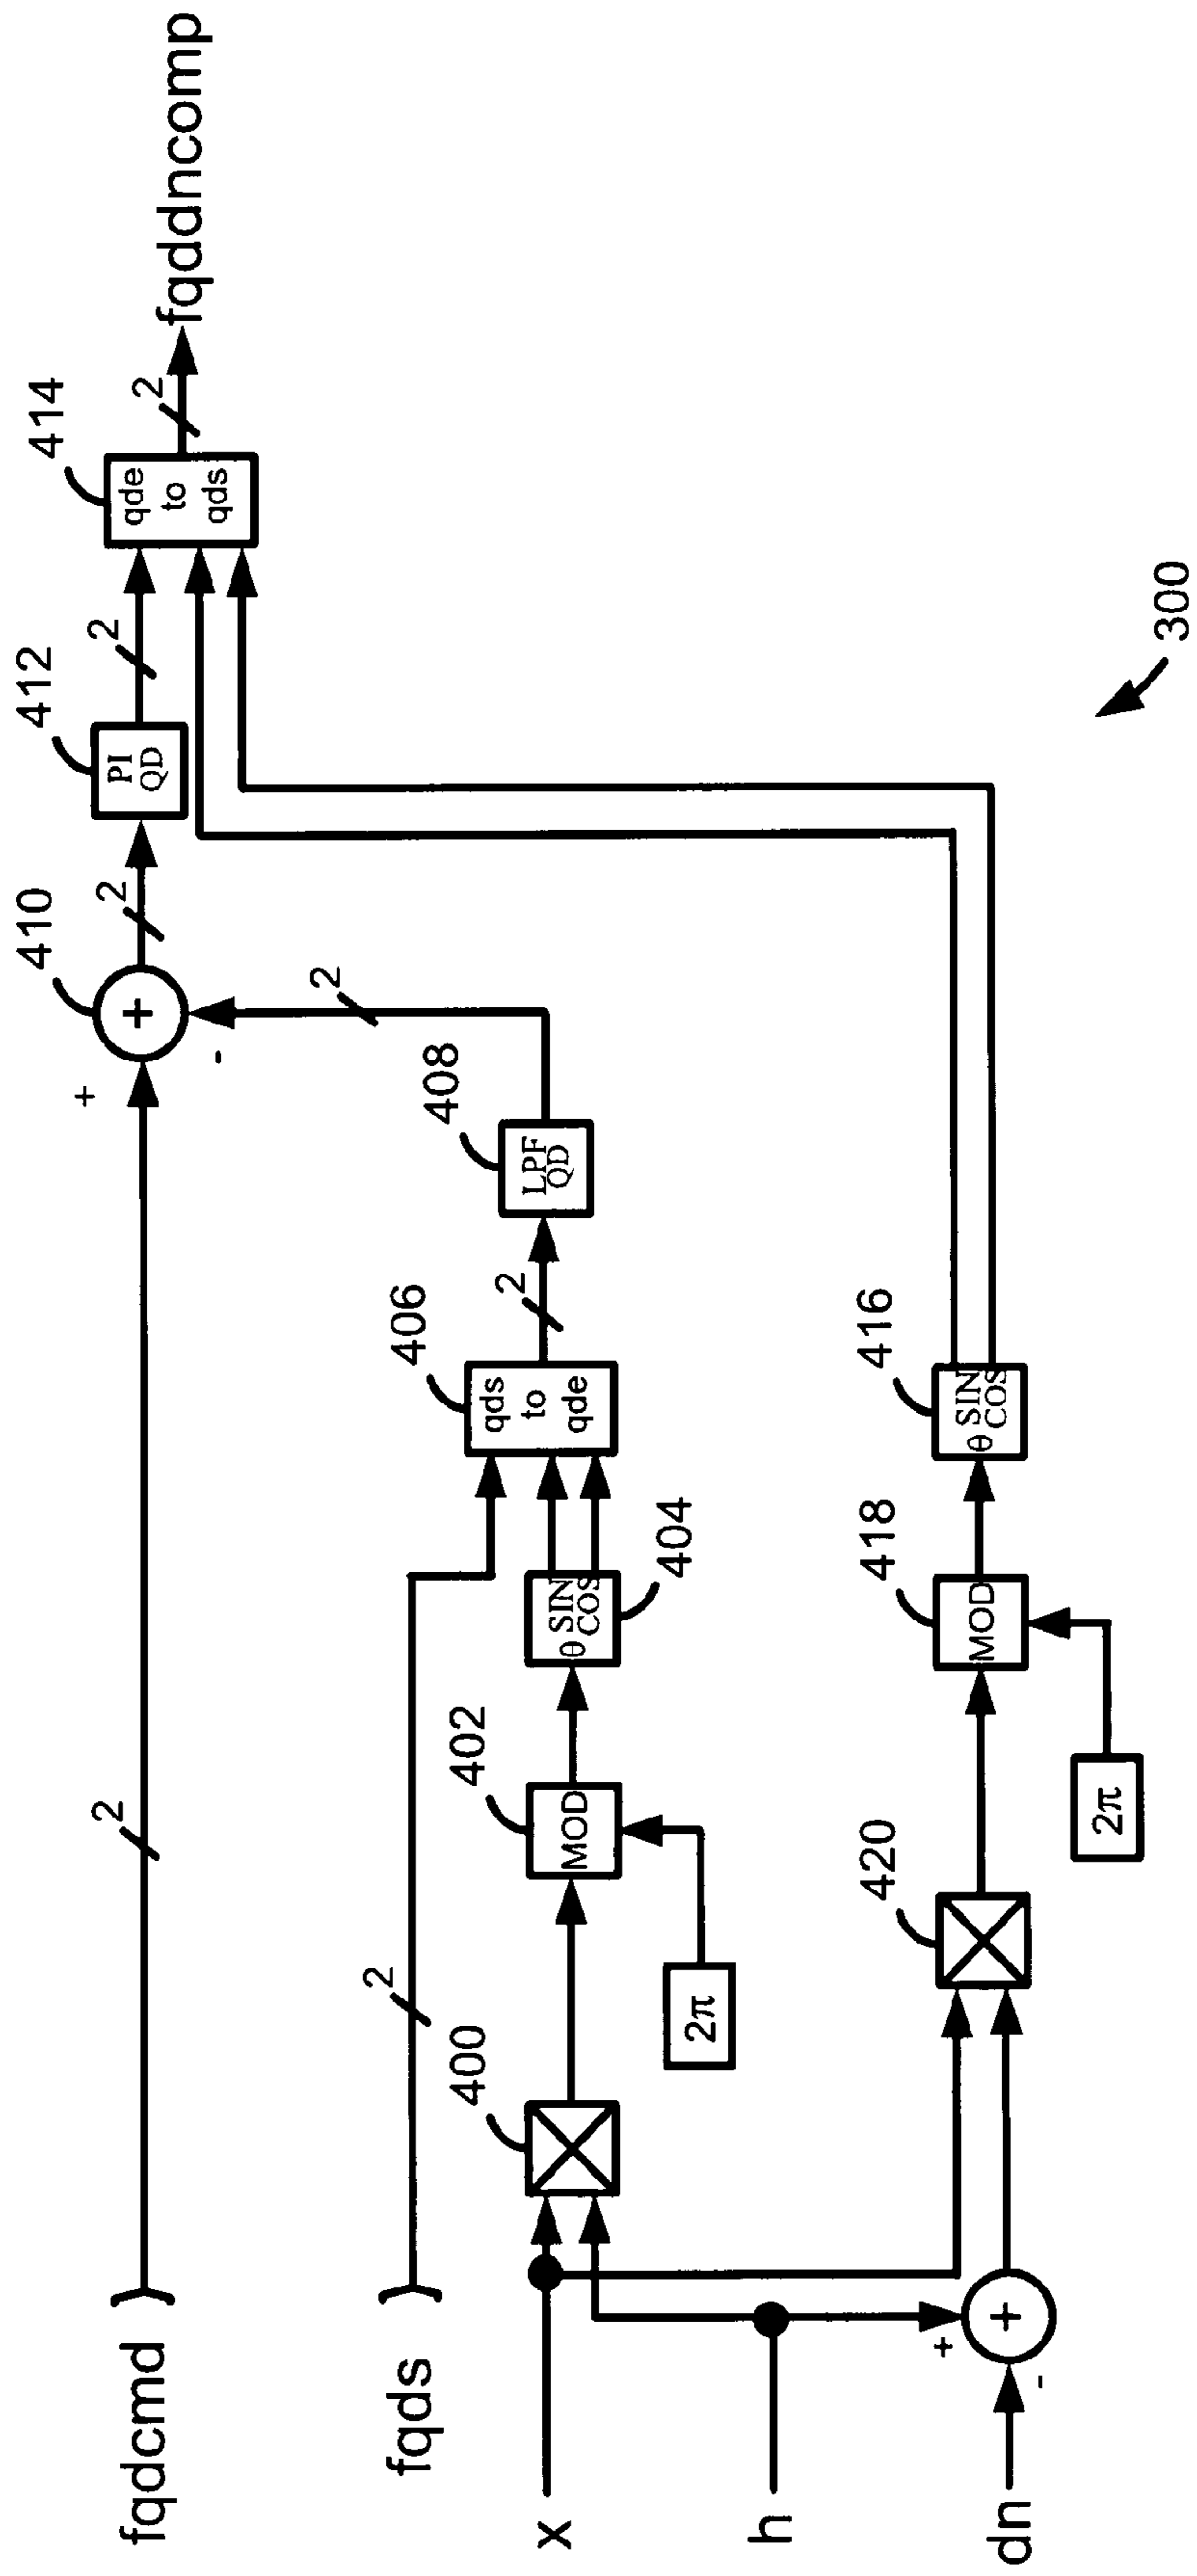 fqdcmd
2
+
-
410
+
2
412
PI
QD
2
414
qde
to
qds
2
fqddncomp
fqds
2
406
qds
to
qde
2
408
LPF
QD
2
x
400
402
MOD
2π
θ SIN
COS
404
h
+
-
+
dn
420
418
MOD
2π
416
θ SIN
COS
300